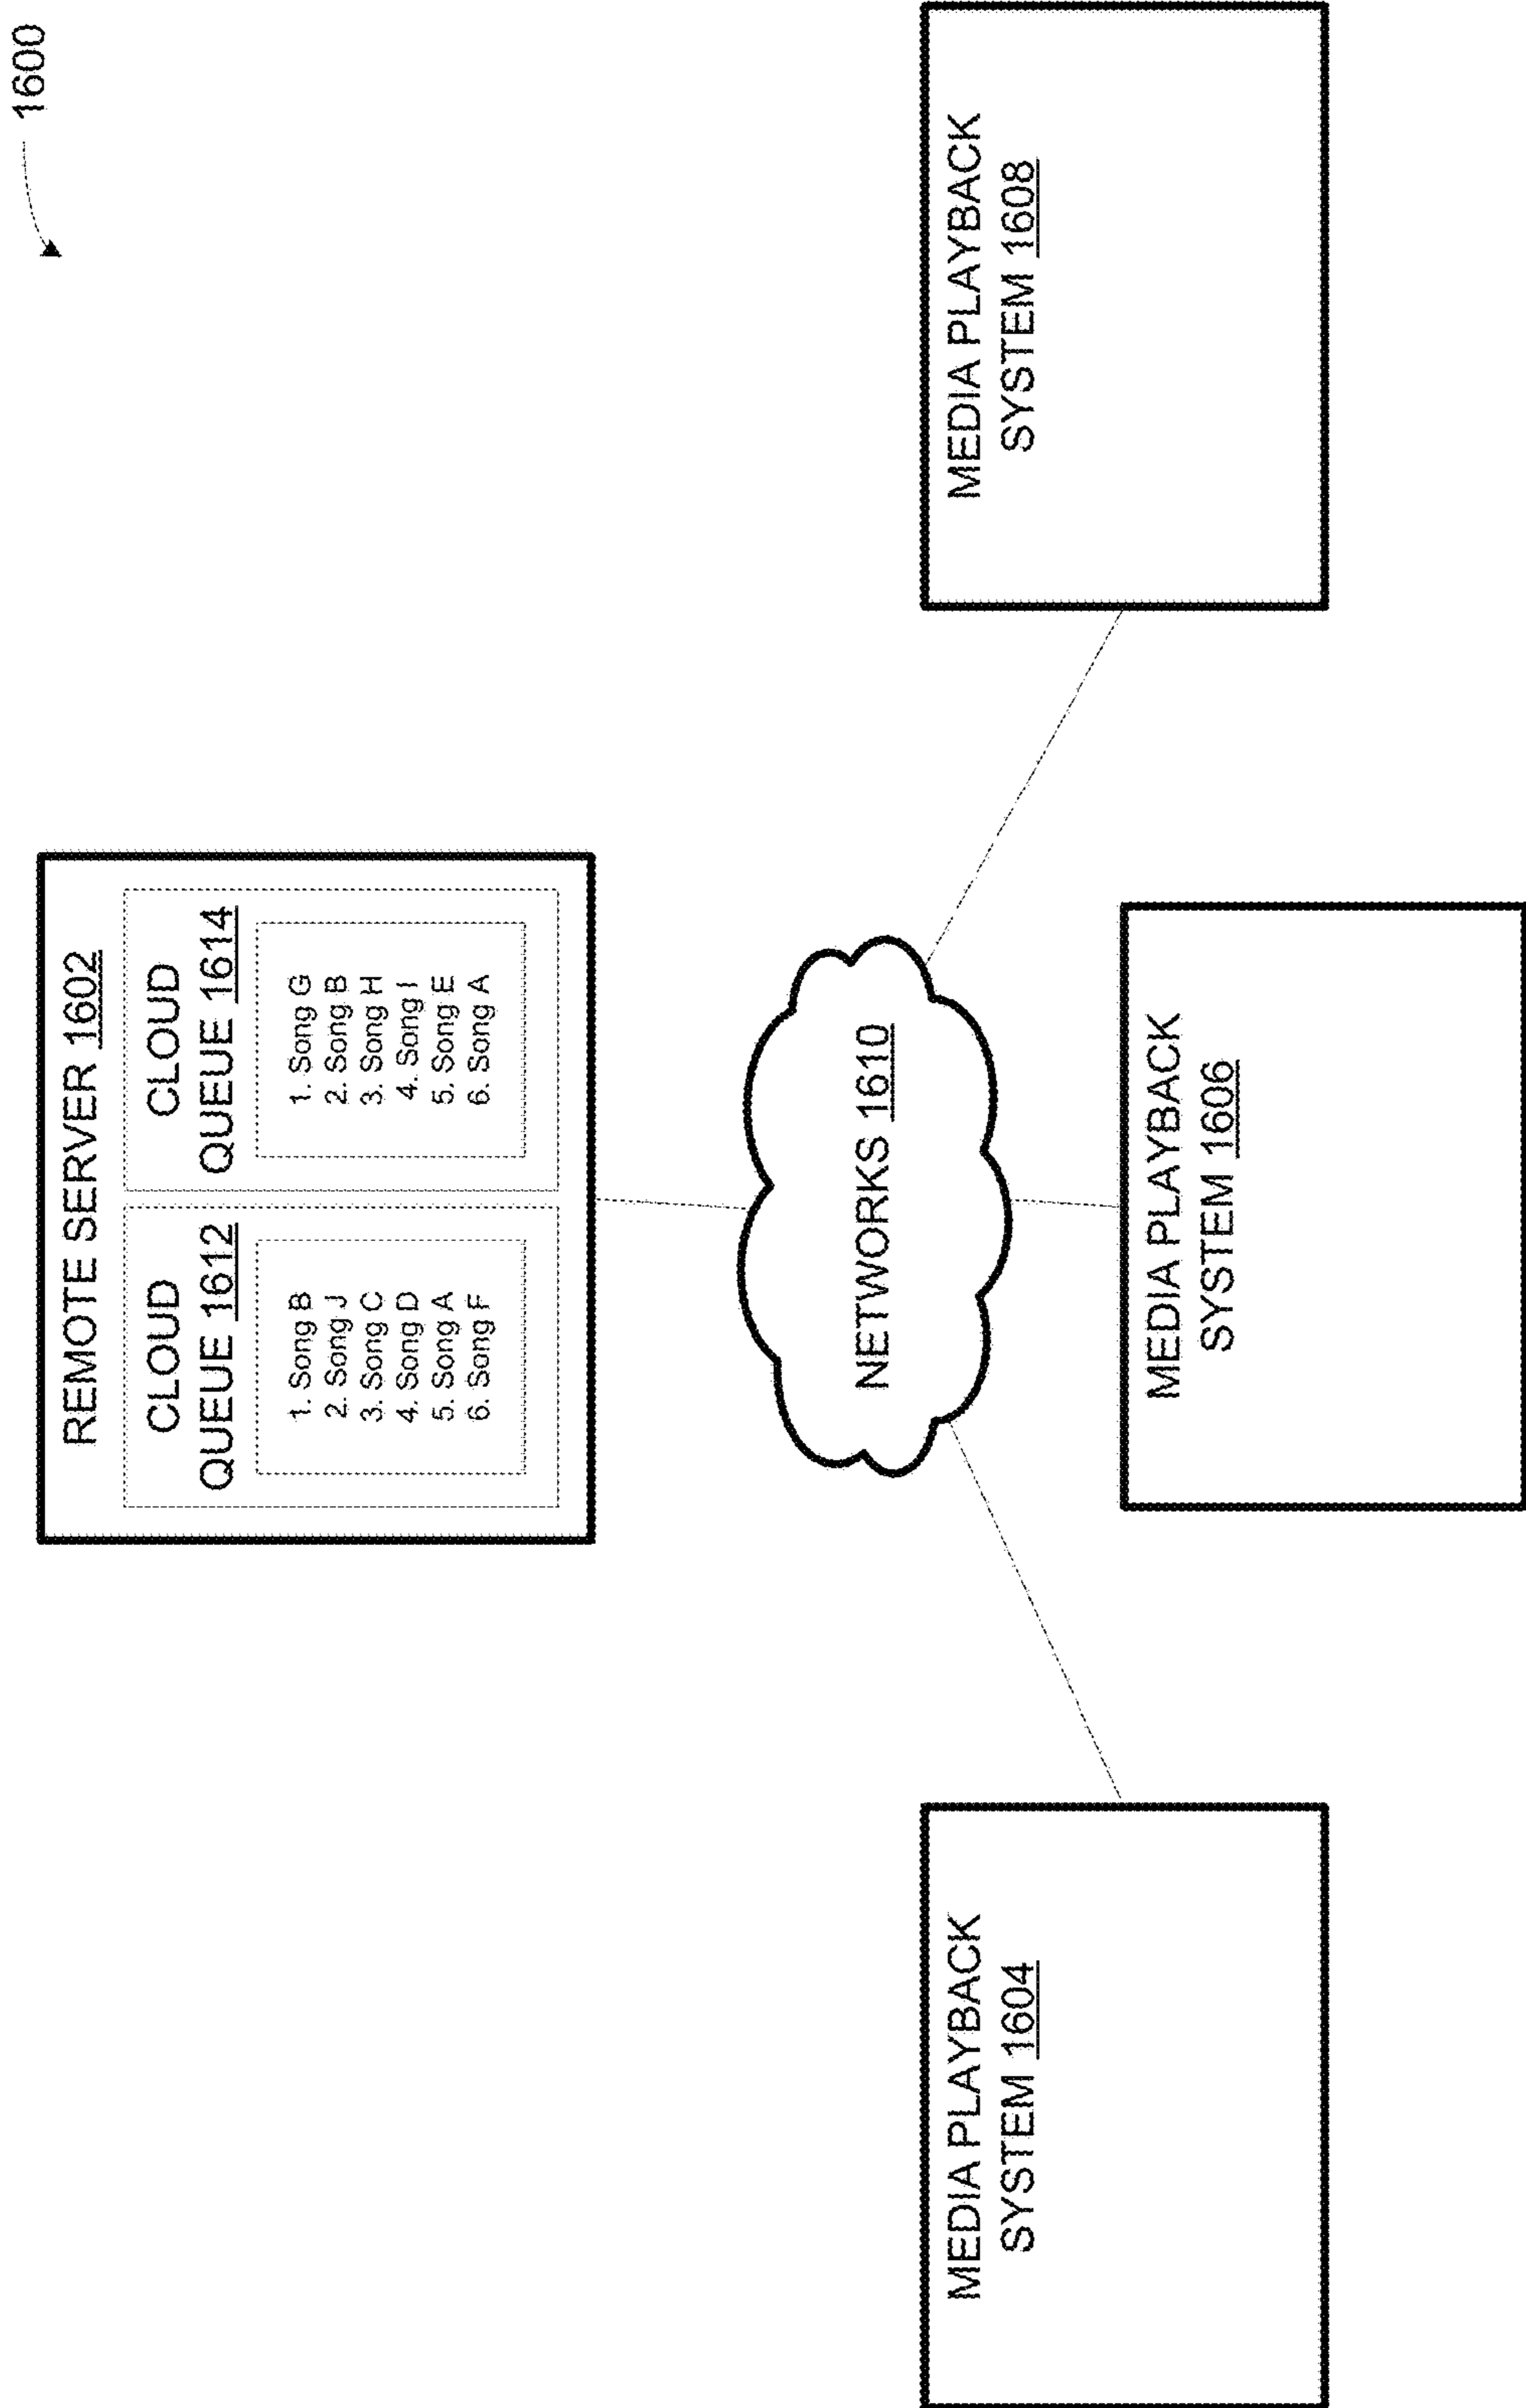 1600
REMOTE SERVER 1602
CLOUD
QUEUE 1612
1. Song B
2. Song J
3. Song C
4. Song D
5. Song A
6. Song F
CLOUD
QUEUE 1614
1. Song G
2. Song B
3. Song H
4. Song I
5. Song E
6. Song A
NETWORKS 1610
MEDIA PLAYBACK
SYSTEM 1604
MEDIA PLAYBACK
SYSTEM 1606
MEDIA PLAYBACK
SYSTEM 1608